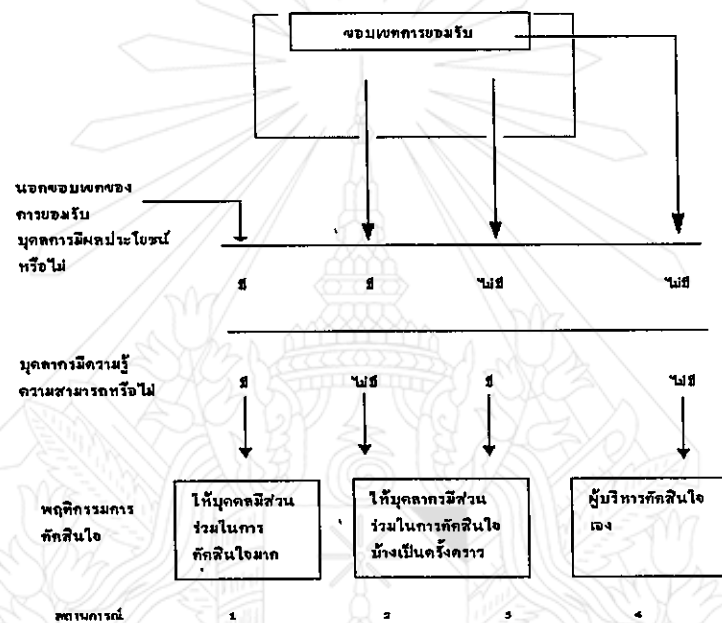 ขอบเขตการยอมรับ
นอกขอบเขตของ
การยอมรับ
บุคลการมีผลประโยชน์
หรือไม่
มี มี ไม่มี ไม่มี
บุคลากรมีความรู้
ความสามารถหรือไม่
มี ไม่มี มี ไม่มี
พฤติกรรมการ
ตัดสินใจ
ให้บุคคลมีส่วน
ร่วมในการ
ตัดสินใจมาก
ให้บุคลากรมีส่วน
ร่วมในการตัดสินใจ
บ้างเป็นครั้งคราว
ผู้บริหารตัดสินใจ
เอง
สถานการณ์ 1 2 3 4